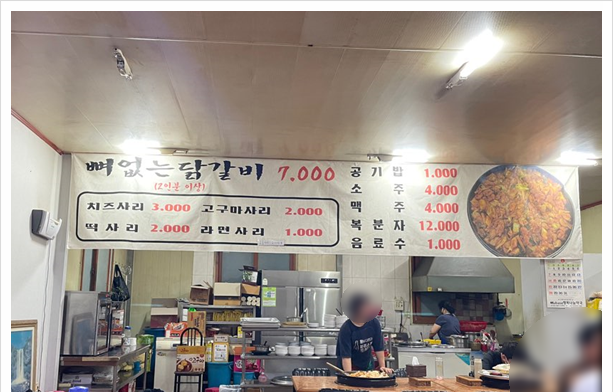 뼈없는닭갈비 7.000
(2인분 이상)
치즈사리 3.000 고구마사리 2.000
떡사리 2.000 라면사리 1.000
공기밥 1.000
소주 4.000
맥주 4.000
복분자 12.000
음료수 1.000